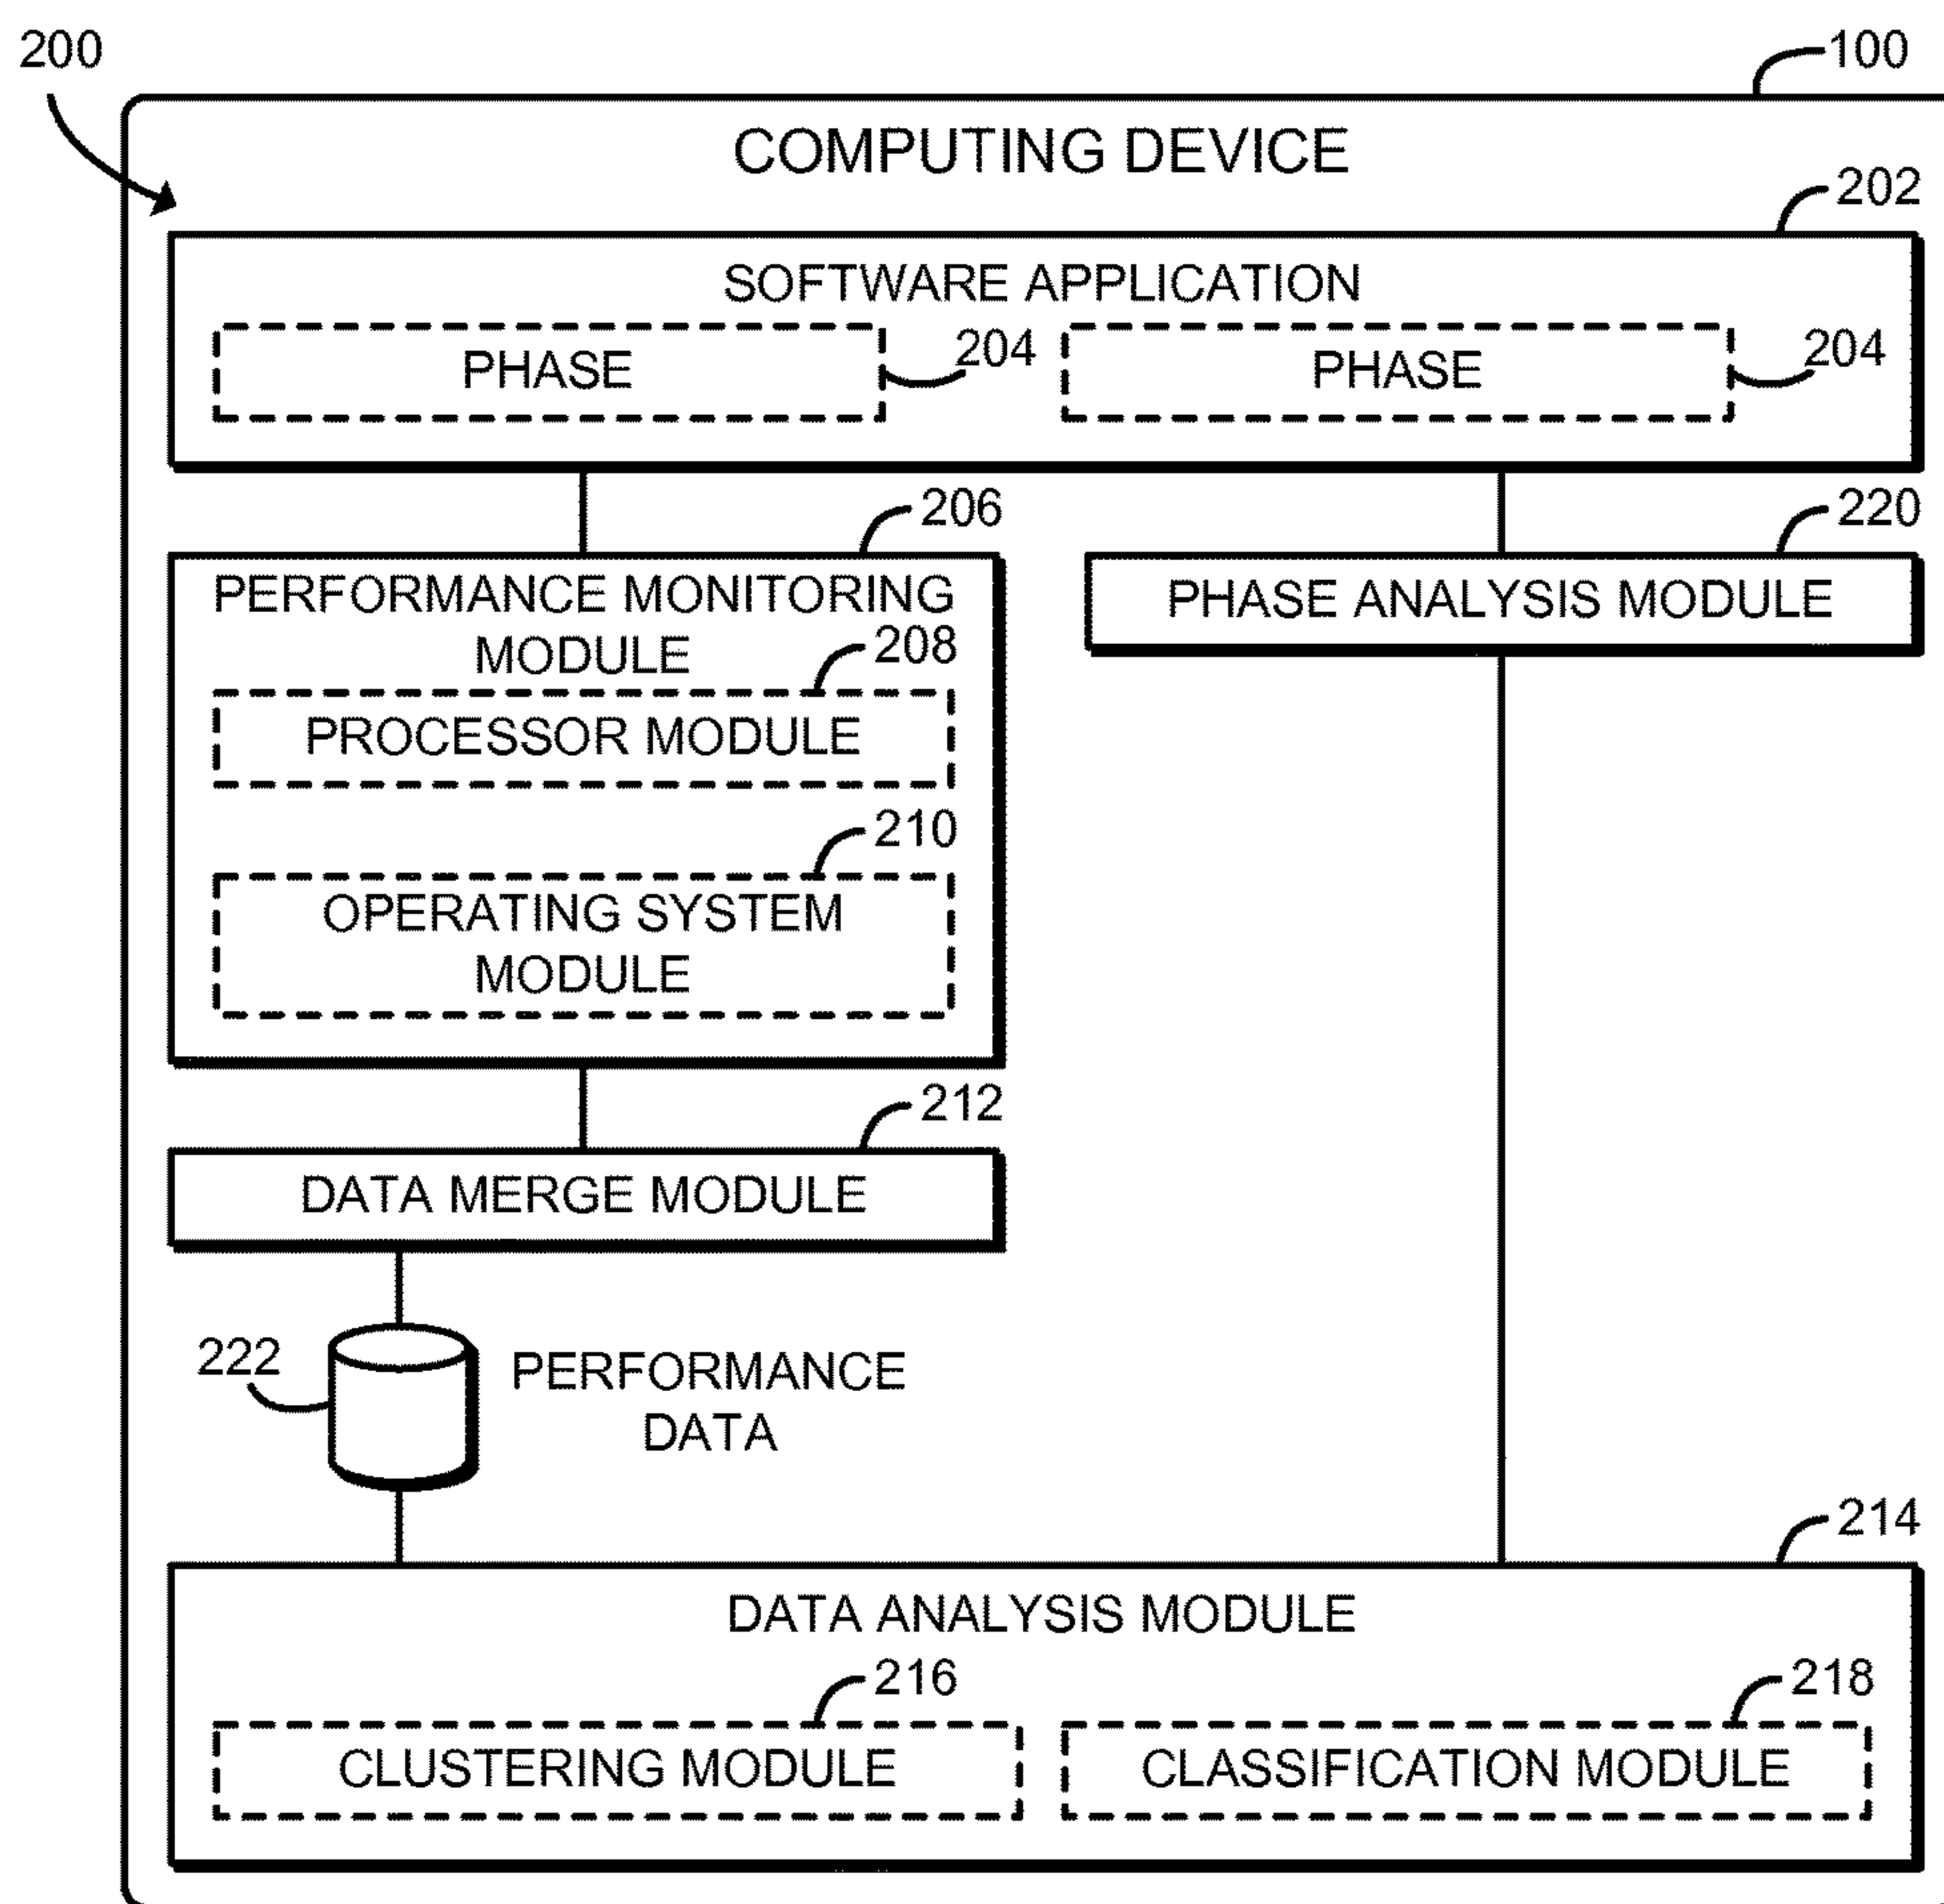 200
100
COMPUTING DEVICE
202
SOFTWARE APPLICATION
PHASE
204
PHASE
204
206
220
PERFORMANCE MONITORING
MODULE
208
PHASE ANALYSIS MODULE
PROCESSOR MODULE
210
OPERATING SYSTEM
MODULE
212
DATA MERGE MODULE
222
PERFORMANCE
DATA
214
DATA ANALYSIS MODULE
216
218
CLUSTERING MODULE
CLASSIFICATION MODULE